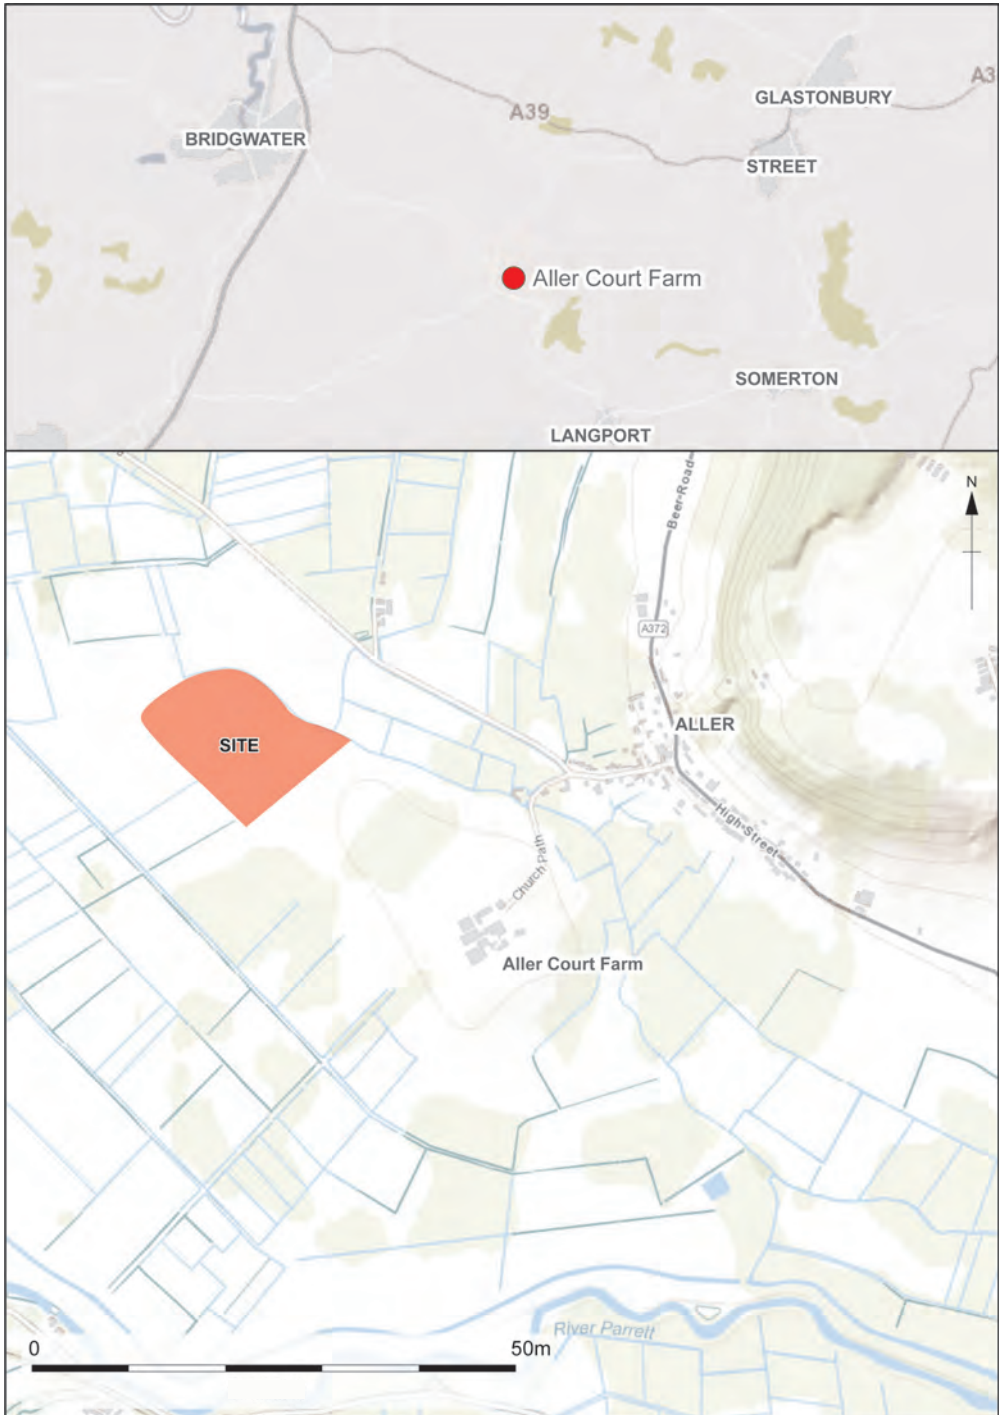 GLASTONBURY
A3
A39
BRIDGWATER
STREET
Aller Court Farm
SOMERTON
LANGPORT
Beer Road
N
A372
ALLER
SITE
High Street
Church Path
Aller Court Farm
River Parrett
0 50m